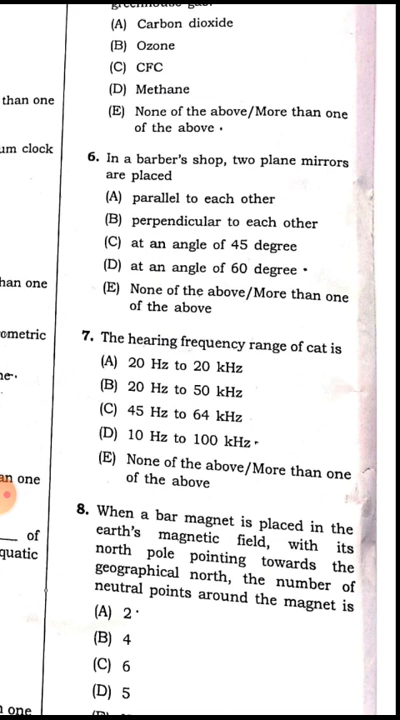 than one
um clock
han one
ometric
an one
of
quatic
one
greenhouse gas.
(A) Carbon dioxide
(B) Ozone
(C) CFC
(D) Methane
(E) None of the above/More than one
of the above
6. In a barber's shop, two plane mirrors
are placed
(A) parallel to each other
(B) perpendicular to each other
(C) at an angle of 45 degree
(D) at an angle of 60 degree
(E) None of the above/More than one
of the above
7. The hearing frequency range of cat is
(A) 20 Hz to 20 kHz
(B) 20 Hz to 50 kHz
(C) 45 Hz to 64 kHz
(D) 10 Hz to 100 kHz
(E) None of the above/More than one
of the above
8. When a bar magnet is placed in the
earth's magnetic field, with its
north pole pointing towards the
geographical north, the number of
neutral points around the magnet is
(A) 2
(B) 4
(C) 6
(D) 5